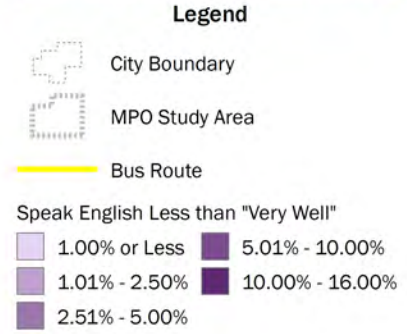 Legend
City Boundary
MPO Study Area
Bus Route
Speak English Less than "Very Well"
1.00% or Less
5.01% - 10.00%
1.01% - 2.50%
10.00% - 16.00%
2.51% - 5.00%